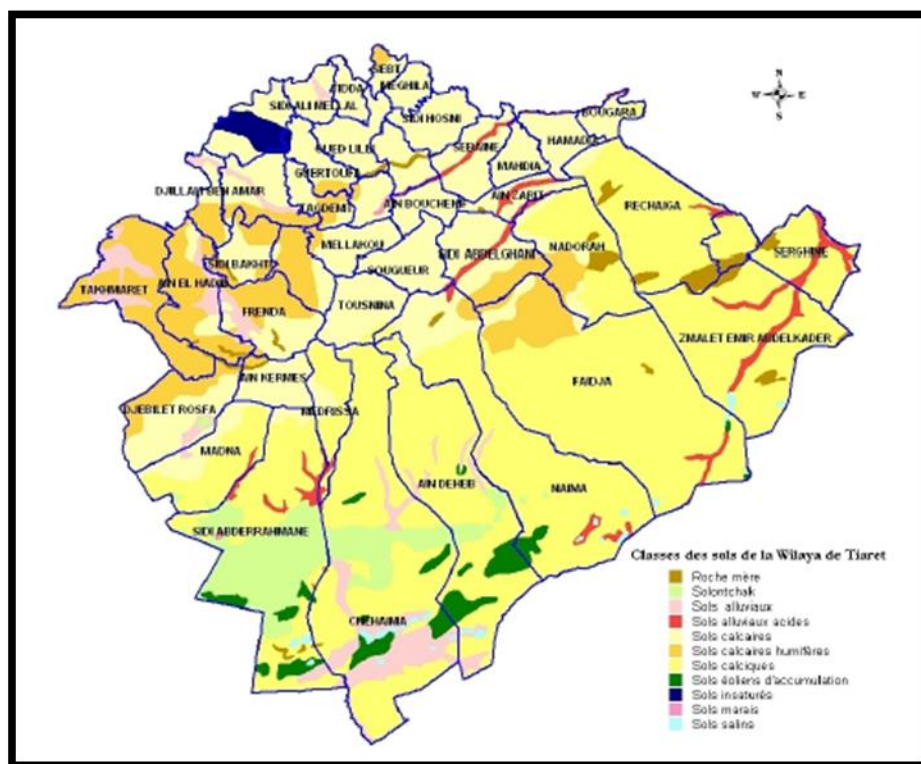 N
W E
S
SEBT
MEGHILA
SIDI ALI MELLAL
SIDI HOSNI
BOUGARA
HAMADIA
OUED LILLI
SEBAINE
MAHDIA
GUERTOUFA
DJILLALI BEN AMAR
TAGDEMT
AIN BOUCHEKIF
AIN ZARIT
RECHAIGA
MELLAKOU
SIDI ABDELGHANI
NADORAH
SERGHINE
SIDI BAKHTI
SOUGUEUR
TAKHMARET
AIN EL HADID
FRENDA
TOUSNINA
ZMALET EMIR ABDELKADER
FAIDJA
AIN KERMES
DJEBILET ROSFA
MEDRISSA
MADNA
AIN DEHEB
NAIMA
SIDI ABDERRAHMANE
CHEHAIMA
Classes des sols de la Wilaya de Tiaret
Roche mère
Solontchak
Sols alluviaux
Sols alluviaux acides
Sols calcaires
Sols calcaires humifères
Sols calciques
Sols éoliens d'accumulation
Sols insaturés
Sols marais
Sols salins